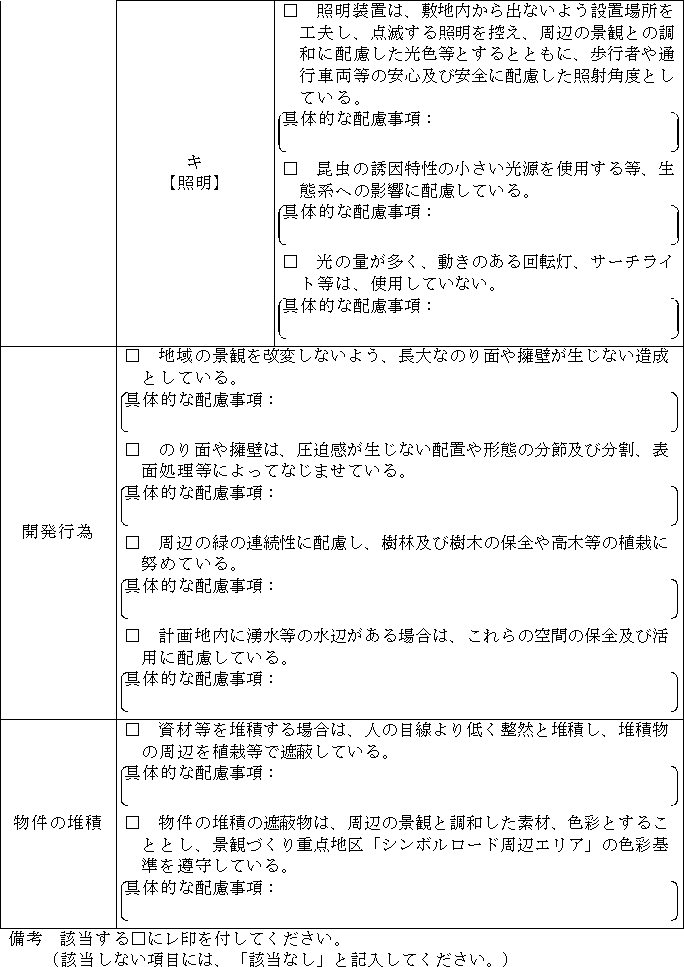 キ
【照明】
□　照明装置は、敷地内から出ないよう設置場所を
工夫し、点滅する照明を控え、周辺の景観との調
和に配慮した光色等とするとともに、歩行者や通
行車両等の安心及び安全に配慮した照射角度とし
ている。
具体的な配慮事項：
□　昆虫の誘因特性の小さい光源を使用する等、生
態系への影響に配慮している。
具体的な配慮事項：
□　光の量が多く、動きのある回転灯、サーチライ
ト等は、使用していない。
具体的な配慮事項：
開発行為
□　地域の景観を改変しないよう、長大なのり面や擁壁が生じない造成
としている。
具体的な配慮事項：
□　のり面や擁壁は、圧迫感が生じない配置や形態の分節及び分割、表
面処理等によってなじませている。
具体的な配慮事項：
□　周辺の緑の連続性に配慮し、樹林及び樹木の保全や高木等の植栽に
努めている。
具体的な配慮事項：
□　計画地内に湧水等の水辺がある場合は、これらの空間の保全及び活
用に配慮している。
具体的な配慮事項：
物件の堆積
□　資材等を堆積する場合は、人の目線より低く整然と堆積し、堆積物
の周辺を植栽等で遮蔽している。
具体的な配慮事項：
□　物件の堆積の遮蔽物は、周辺の景観と調和した素材、色彩とするこ
ととし、景観づくり重点地区「シンボルロード周辺エリア」の色彩基
準を遵守している。
具体的な配慮事項：
備考　該当する□にレ印を付してください。
（該当しない項目には、「該当なし」と記入してください。）